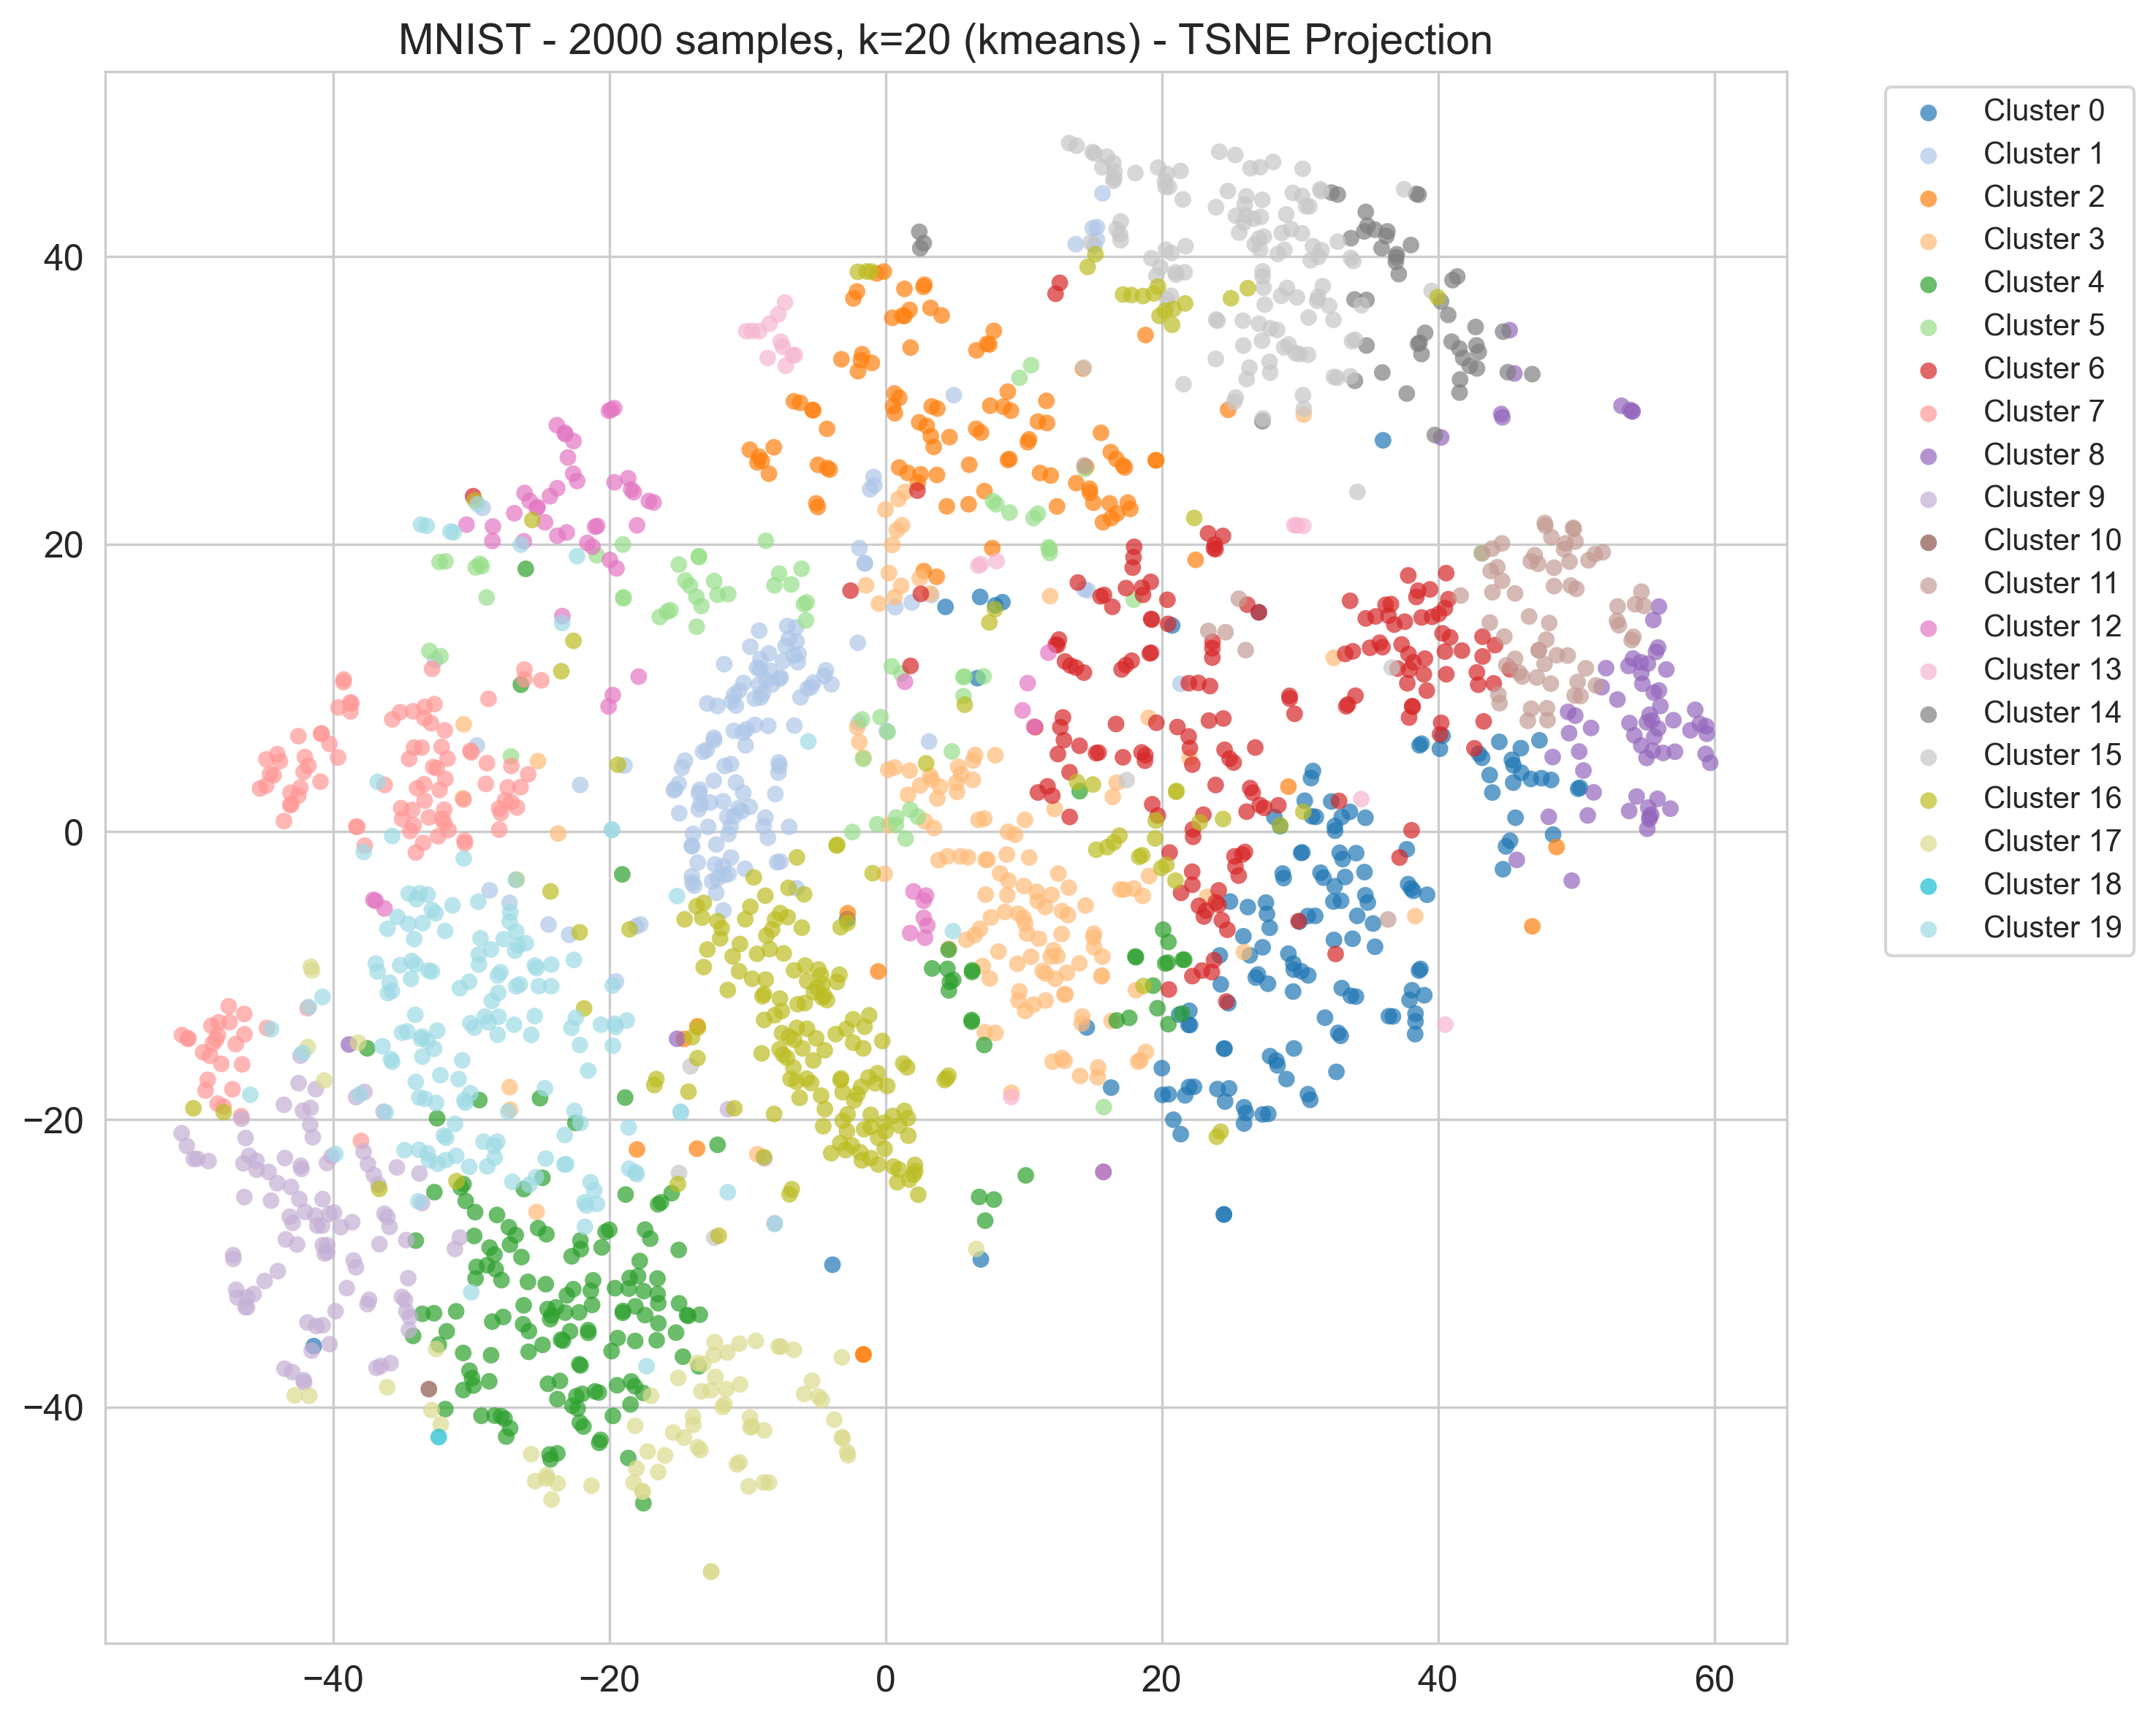 MNIST - 2000 samples, k=20 (kmeans) - TSNE Projection
40
20
0
−20
−40
−40
−20
0
20
40
60
Cluster 0
Cluster 1
Cluster 2
Cluster 3
Cluster 4
Cluster 5
Cluster 6
Cluster 7
Cluster 8
Cluster 9
Cluster 10
Cluster 11
Cluster 12
Cluster 13
Cluster 14
Cluster 15
Cluster 16
Cluster 17
Cluster 18
Cluster 19